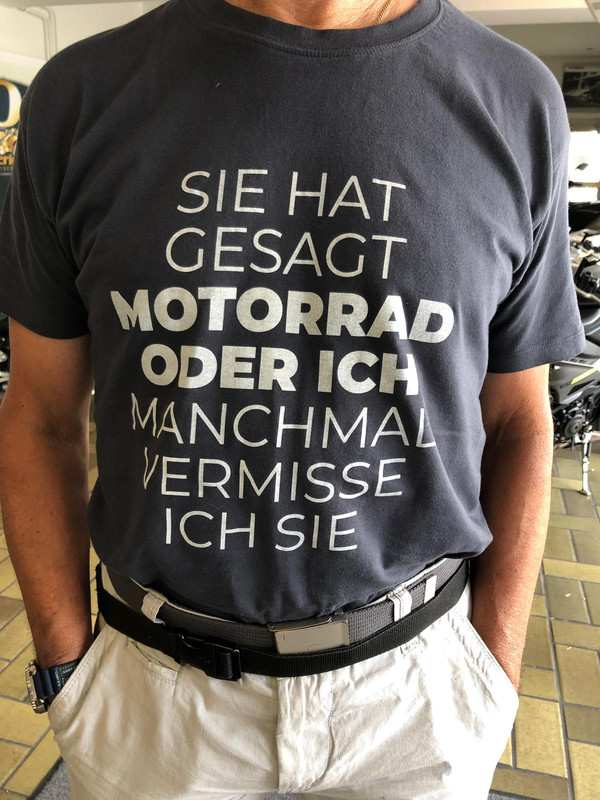 SIE HAT
GESAGT
MOTORRAD
ODER ICH
MANCHMAL
VERMISSE
ICH SIE